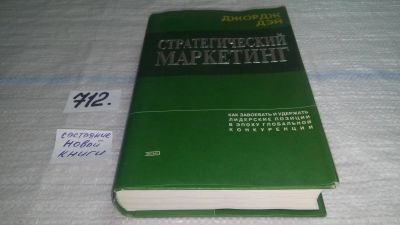 ДЖОРДЖ
ДЭЙ
СТРАТЕГИЧЕСКИЙ
МАРКЕТИНГ
КАК ЗАВОЕВАТЬ И УДЕРЖАТЬ
ЛИДЕРСКИЕ ПОЗИЦИИ
В ЭПОХУ ГЛОБАЛЬНОЙ
КОНКУРЕНЦИИ
712.
состояние
новой
книги